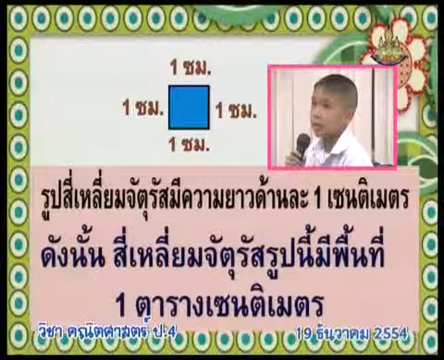 1 ซม.
1 ซม. 1 ซม.
1 ซม.
รูปสี่เหลี่ยมจัตุรัสมีความยาวด้านละ 1 เซนติเมตร
ดังนั้น สี่เหลี่ยมจัตุรัสรูปนี้มีพื้นที่
1 ตารางเซนติเมตร
วิชา คณิตศาสตร์ ป.4 19 ธันวาคม 2554